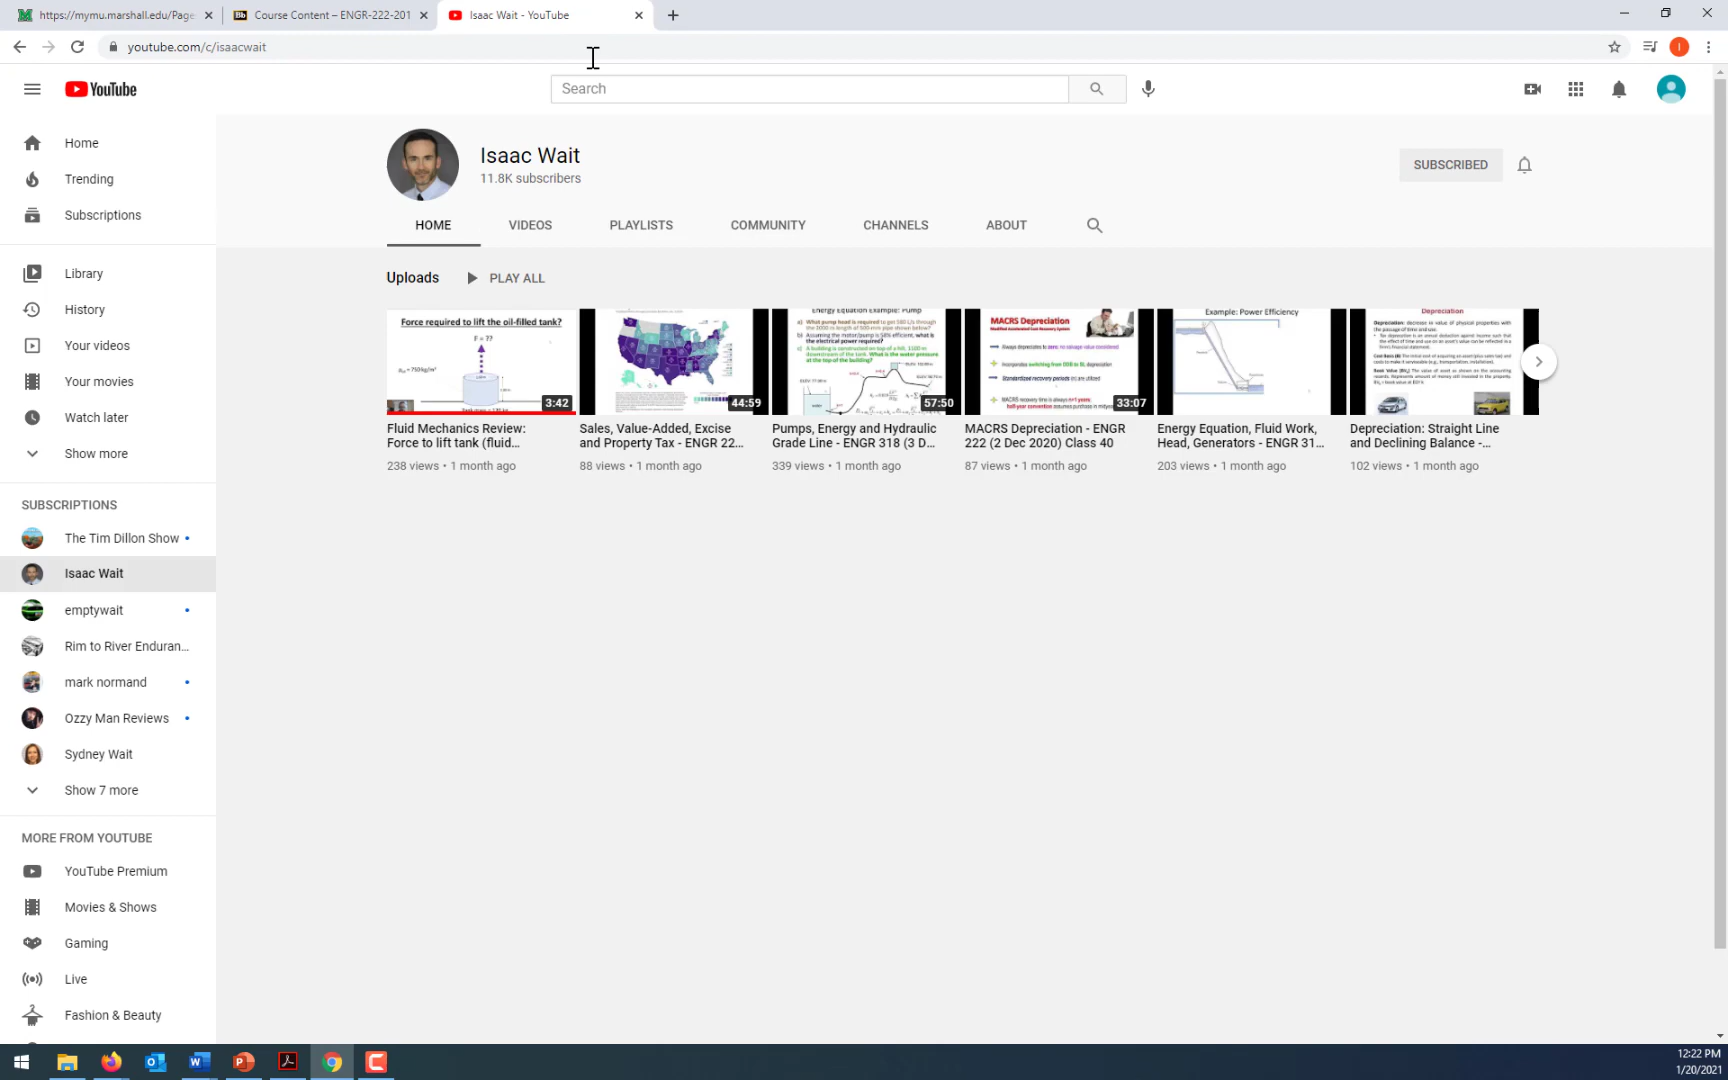 https://mymu.marshall.edu/Page
Course Content – ENGR-222-201
Isaac Wait - YouTube
youtube.com/c/isaacwait
YouTube
Search
Home
Trending
Subscriptions
Library
History
Your videos
Your movies
Watch later
Show more
SUBSCRIPTIONS
The Tim Dillon Show
Isaac Wait
emptywait
Rim to River Enduran...
mark normand
Ozzy Man Reviews
Sydney Wait
Show 7 more
MORE FROM YOUTUBE
YouTube Premium
Movies & Shows
Gaming
Live
Fashion & Beauty
Isaac Wait
11.8K subscribers
SUBSCRIBED
HOME
VIDEOS
PLAYLISTS
COMMUNITY
CHANNELS
ABOUT
Uploads
PLAY ALL
Force required to lift the oil-filled tank?
F = ??
3:42
Fluid Mechanics Review:
Force to lift tank (fluid...
238 views • 1 month ago
44:59
Sales, Value-Added, Excise
and Property Tax - ENGR 22...
88 views • 1 month ago
Energy Equation Example: Pump
57:50
Pumps, Energy and Hydraulic
Grade Line - ENGR 318 (3 D...
339 views • 1 month ago
MACRS Depreciation
Modified Accelerated Cost Recovery System
33:07
MACRS Depreciation - ENGR
222 (2 Dec 2020) Class 40
87 views • 1 month ago
Example: Power Efficiency
Energy Equation, Fluid Work,
Head, Generators - ENGR 31...
203 views • 1 month ago
Depreciation
Depreciation: Straight Line
and Declining Balance -...
102 views • 1 month ago
12:22 PM
1/20/2021